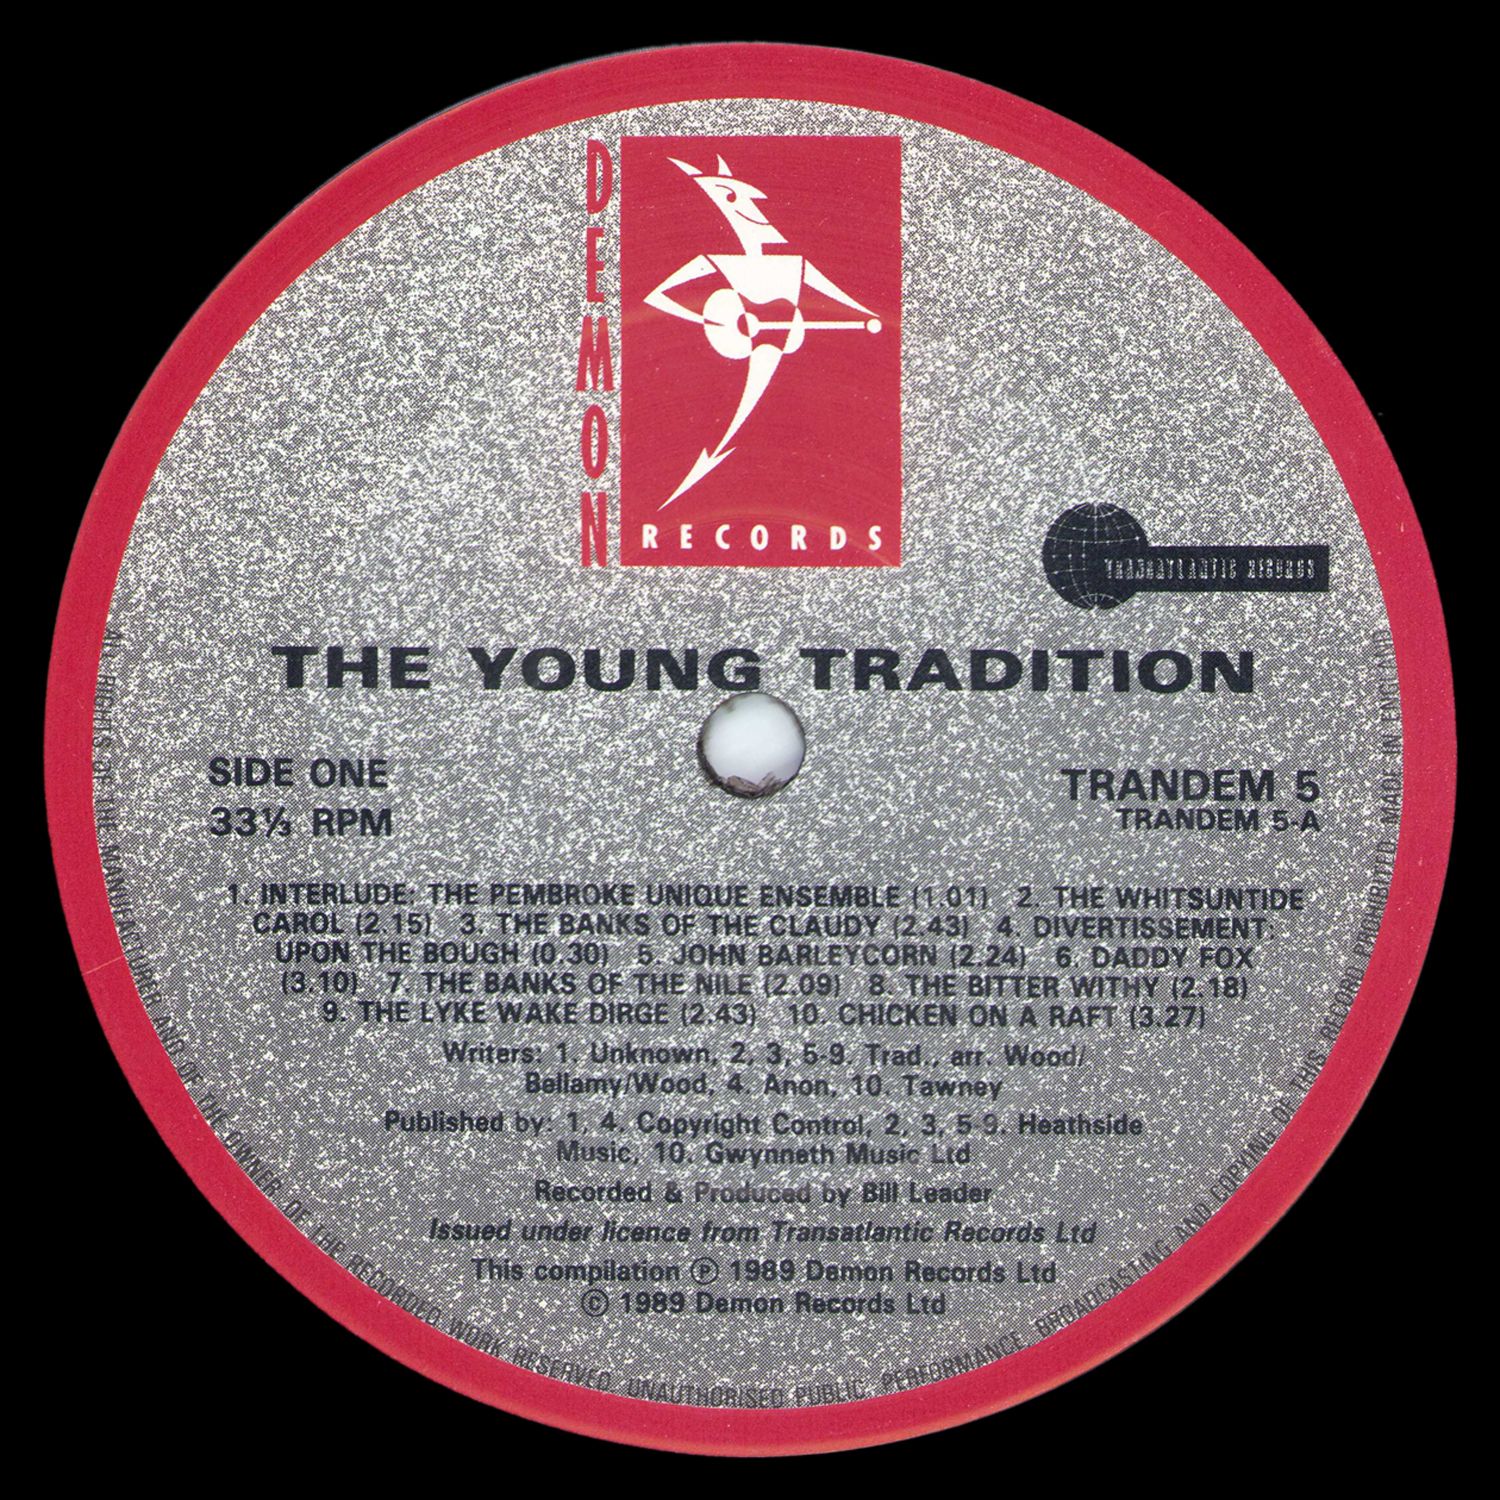 DEMON
RECORDS
TRANSATLANTIC RECORDS
THE YOUNG TRADITION
SIDE ONE
33⅓ RPM
TRANDEM 5
TRANDEM 5-A
1. INTERLUDE: THE PEMBROKE UNIQUE ENSEMBLE (1.01) 2. THE WHITSUNTIDE
CAROL (2.15) 3. THE BANKS OF THE CLAUDY (2.43) 4. DIVERTISSEMENT:
UPON THE BOUGH (0.30) 5. JOHN BARLEYCORN (2.24) 6. DADDY FOX
(3.10) 7. THE BANKS OF THE NILE (2.09) 8. THE BITTER WITHY (2.18)
9. THE LYKE WAKE DIRGE (2.43) 10. CHICKEN ON A RAFT (3.27)
Writers: 1. Unknown, 2, 3, 5-9. Trad., arr. Wood/
Bellamy/Wood, 4. Anon, 10. Tawney
Published by: 1, 4. Copyright Control, 2, 3, 5-9. Heathside
Music, 10. Gwynneth Music Ltd
Recorded & Produced by Bill Leader
Issued under licence from Transatlantic Records Ltd
This compilation ℗ 1989 Demon Records Ltd
© 1989 Demon Records Ltd
ALL RIGHTS OF THE MANUFACTURER AND OF THE OWNER OF THE RECORDED WORK RESERVED. UNAUTHORISED PUBLIC PERFORMANCE, BROADCASTING AND COPYING OF THIS RECORD PROHIBITED. MADE IN ENGLAND